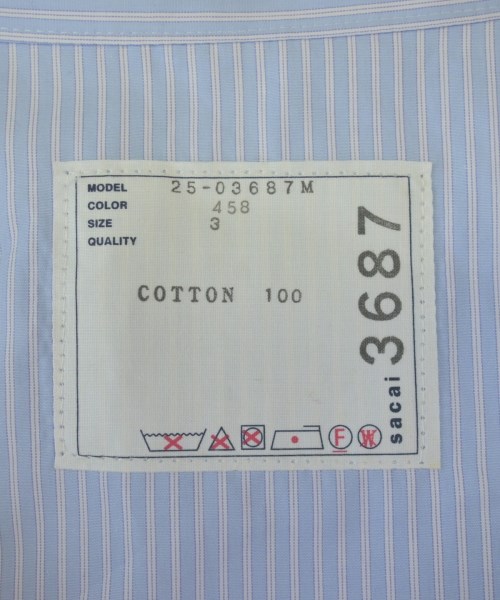 MODEL 25-03687M
COLOR 458
SIZE 3
QUALITY
COTTON 100
sacai 3687
F
W